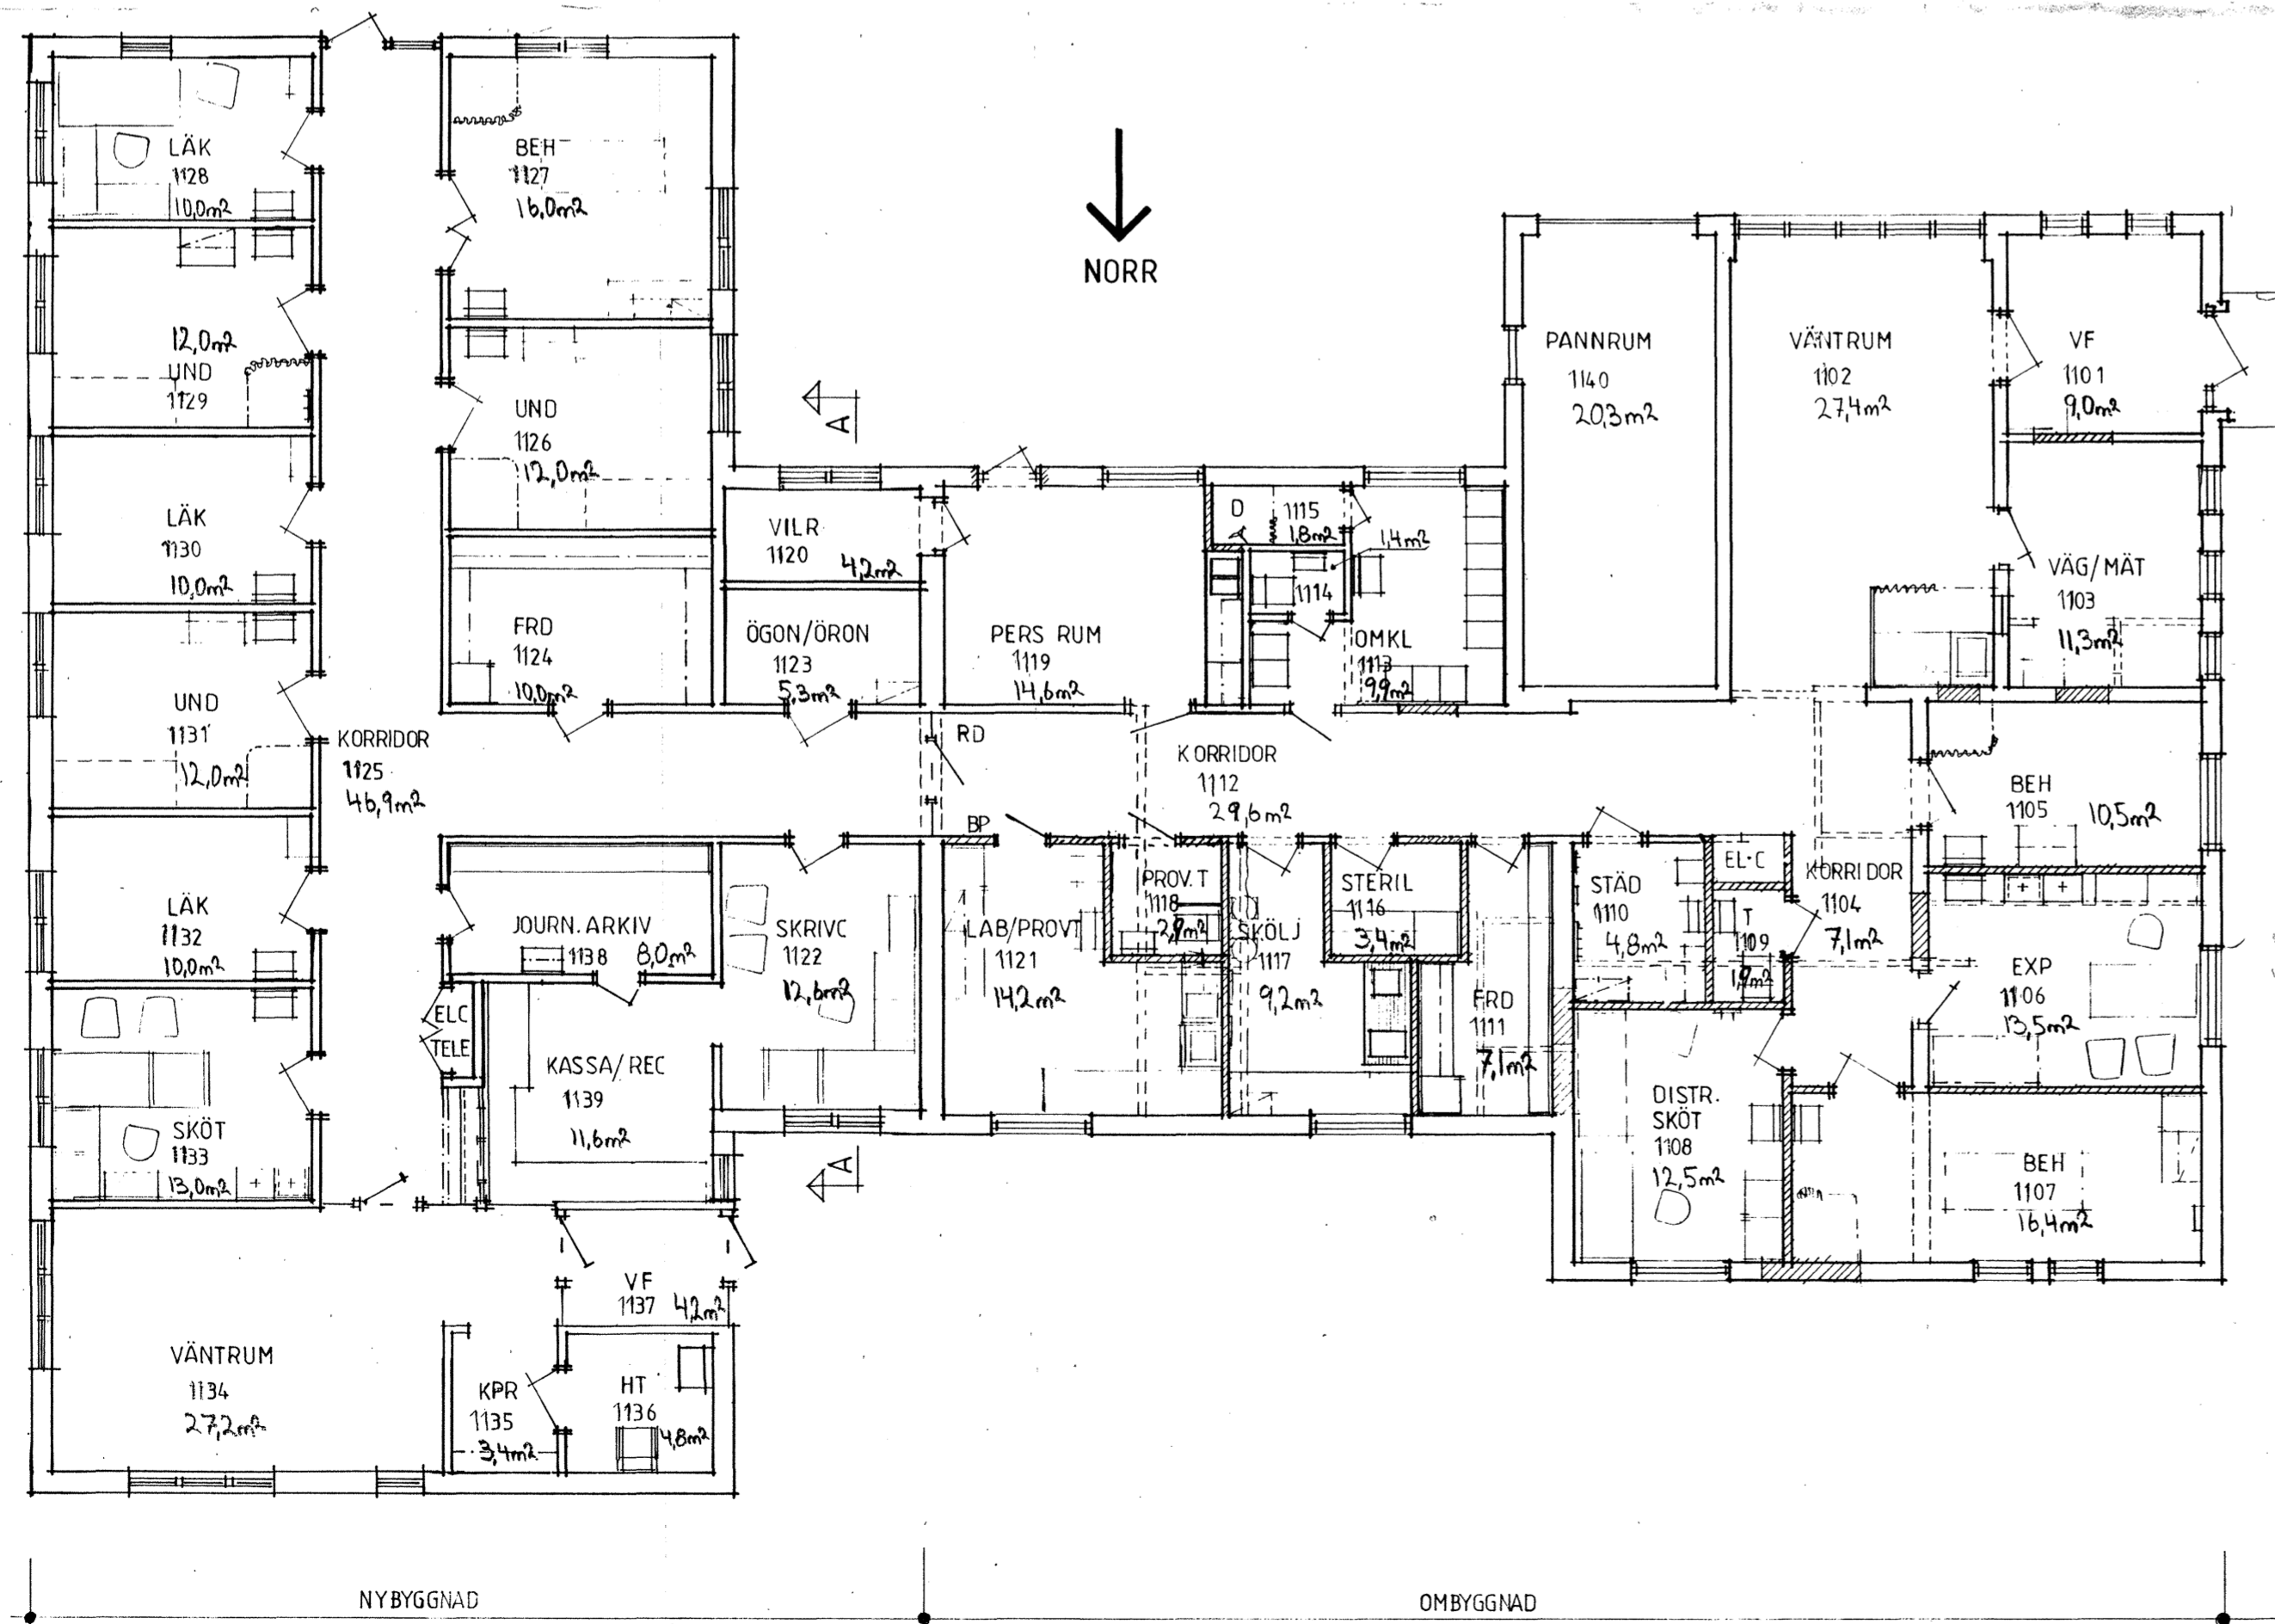 LÄK
1128
10,0m²
BEH
1127
16,0m²
NORR
12,0m²
UND
1129
UND
1126
12,0m²
A
PANNRUM
1140
20,3m²
VÄNTRUM
1102
27,4m²
VF
1101
9,0m²
LÄK
1130
10,0m²
VILR
1120
4,2m²
D
1115
1,8m²
1,4m²
1114
VÄG/MÄT
1103
11,3m²
FRD
1124
10,0m²
ÖGON/ÖRON
1123
5,3m²
PERS RUM
1119
14,6m²
OMKL
1113
9,9m²
UND
1131
12,0m²
KORRIDOR
1125
46,9m²
RD
KORRIDOR
1112
29,6m²
BP
BEH
1105
10,5m²
LÄK
1132
10,0m²
JOURN. ARKIV
1138
8,0m²
SKRIVC
1122
12,6m²
LAB/PROVT
1121
14,2m²
PROV.T
1118
SKÖLJ
1117
9,2m²
STERIL
1116
3,4m²
FRD
1111
7,1m²
STÄD
1110
4,8m²
EL·C
T
1109
1,9m²
KORRIDOR
1104
7,1m²
EXP
1106
13,5m²
ELC
TELE
KASSA/REC
1139
11,6m²
SKÖT
1133
13,0m²
A
DISTR.
SKÖT
1108
12,5m²
BEH
1107
16,4m²
VF
1137
4,2m²
VÄNTRUM
1134
27,2m²
KPR
1135
3,4m²
HT
1136
4,8m²
NYBYGGNAD
OMBYGGNAD